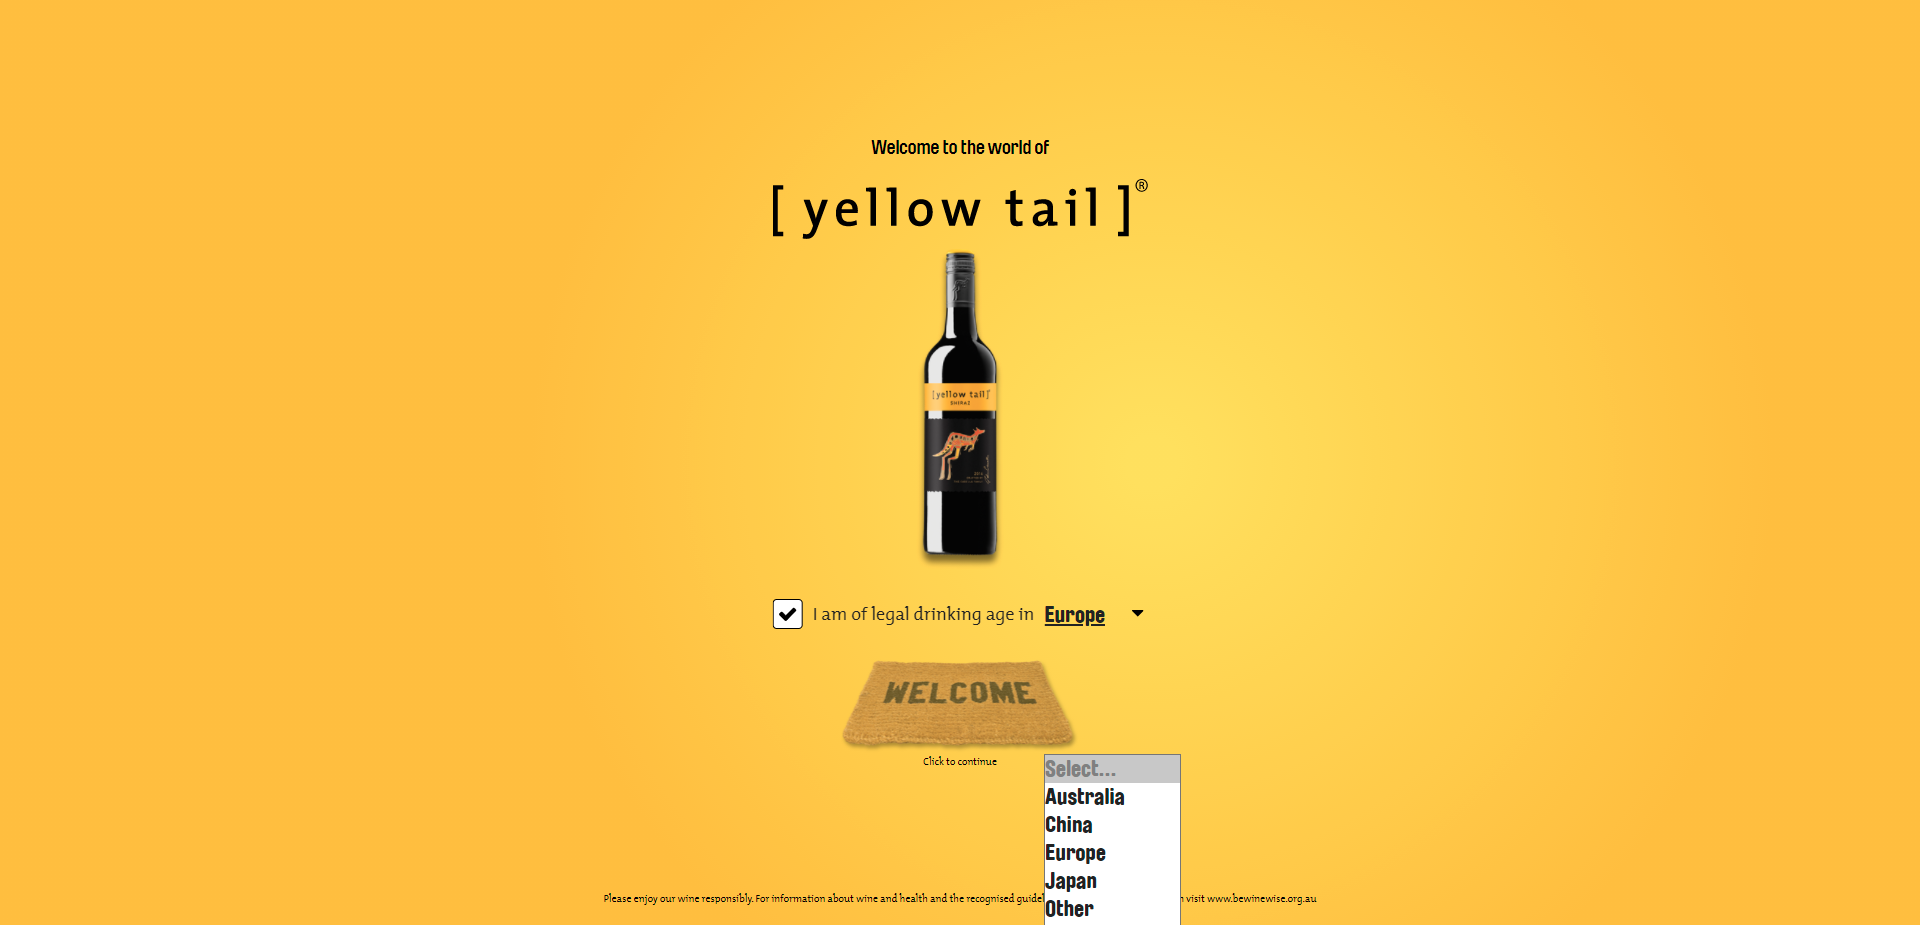 Welcome to the world of
[ yellow tail ]®
[ yellow tail ]
SHIRAZ
I am of legal drinking age in Europe
WELCOME
Click to continue
Select...
Australia
China
Europe
Japan
Other
Please enjoy our wine responsibly. For information about wine and health and the recognised visit www.bewinewise.org.au